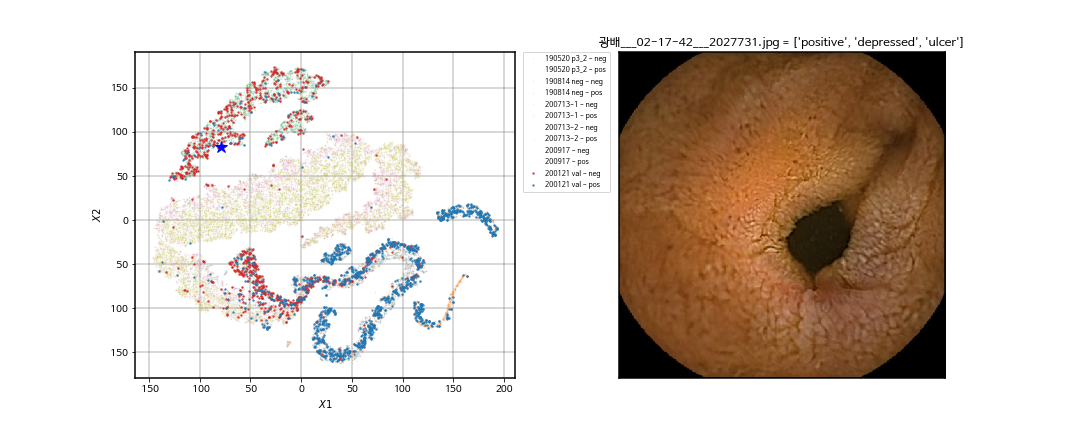 광배___02-17-42___2027731.jpg = ['positive', 'depressed', 'ulcer']
190520 p3_2 - neg
190520 p3_2 - pos
190814 neg - neg
190814 neg - pos
200713-1 - neg
200713-1 - pos
200713-2 - neg
200713-2 - pos
200917 - neg
200917 - pos
200121 val - neg
200121 val - pos
X2
150
100
50
0
50
100
150
150 100 50 0 50 100 150 200
X1